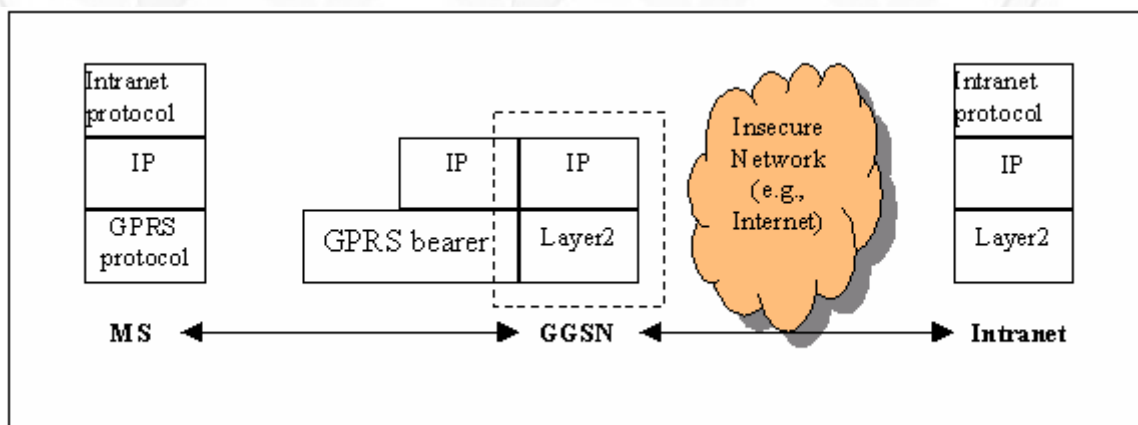 Intranet
protocol
IP
GPRS
protocol
IP
GPRS bearer
IP
Layer2
Insecure
Network
(e.g.,
Internet)
Intranet
protocol
IP
Layer2
MS
GGSN
Intranet